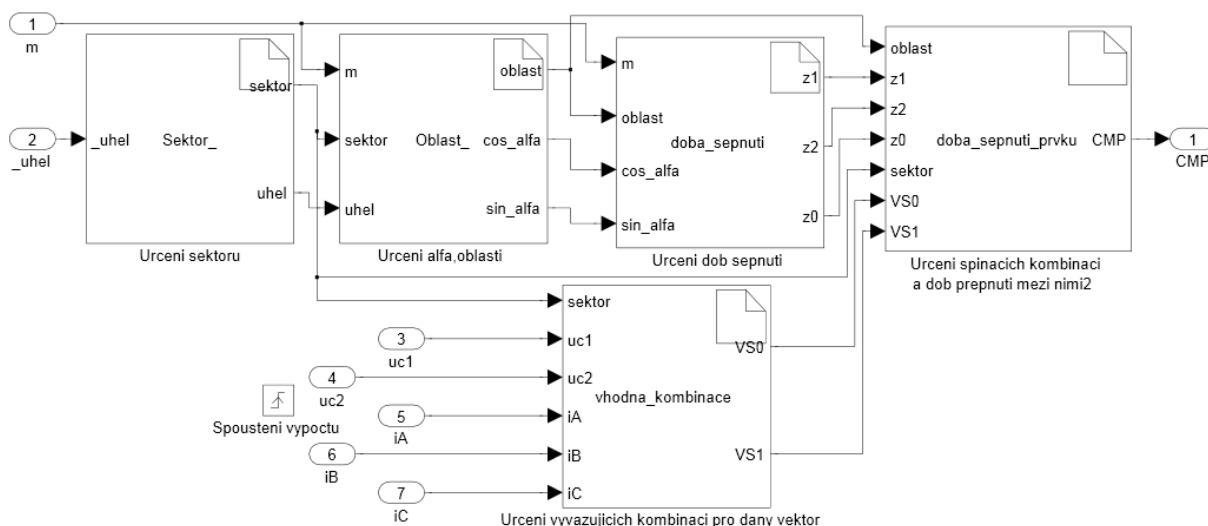 1
m
2
_uhel
_uhel
Sektor_
sektor
uhel
Urceni sektoru
m
sektor
uhel
Oblast_
oblast
cos_alfa
sin_alfa
Urceni alfa,oblasti
m
oblast
cos_alfa
sin_alfa
doba_sepnuti
z1
z2
z0
Urceni dob sepnuti
oblast
z1
z2
z0
sektor
VS0
VS1
doba_sepnuti_prvku
CMP
Urceni spinacich kombinaci
a dob prepnuti mezi nimi2
1
CMP
3
uc1
4
uc2
Spousteni vypoctu
5
iA
6
iB
7
iC
sektor
uc1
uc2
iA
iB
iC
vhodna_kombinace
VS0
VS1
Urceni vyvazujicich kombinaci pro dany vektor